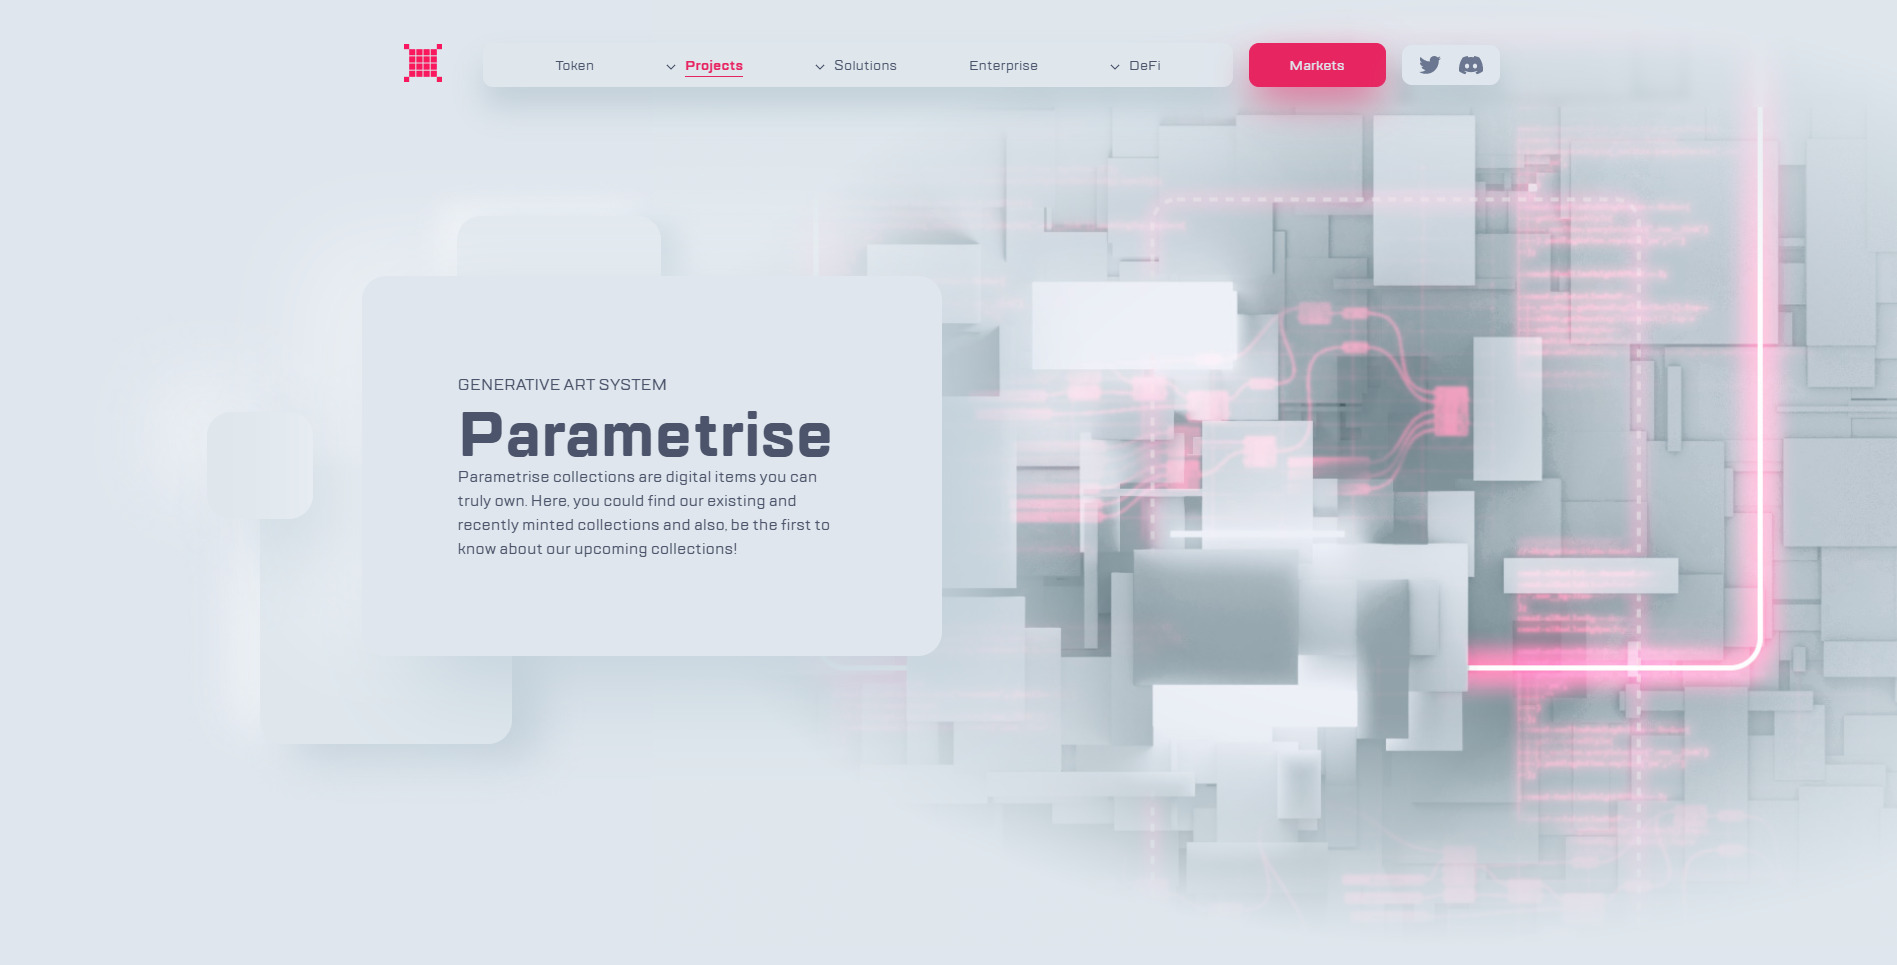 Token
Projects
Solutions
Enterprise
DeFi
Markets
GENERATIVE ART SYSTEM
Parametrise
Parametrise collections are digital items you can
truly own. Here, you could find our existing and
recently minted collections and also, be the first to
know about our upcoming collections!